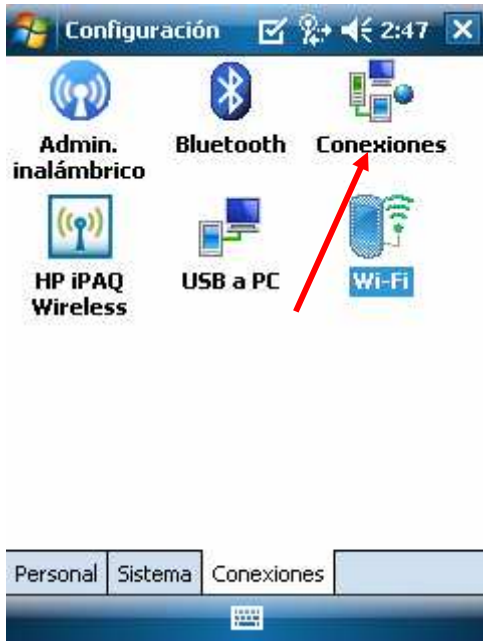 Configuración 2:47
Admin.
inalámbrico
Bluetooth
Conexiones
HP iPAQ
Wireless
USB a PC
Wi-Fi
Personal Sistema Conexiones